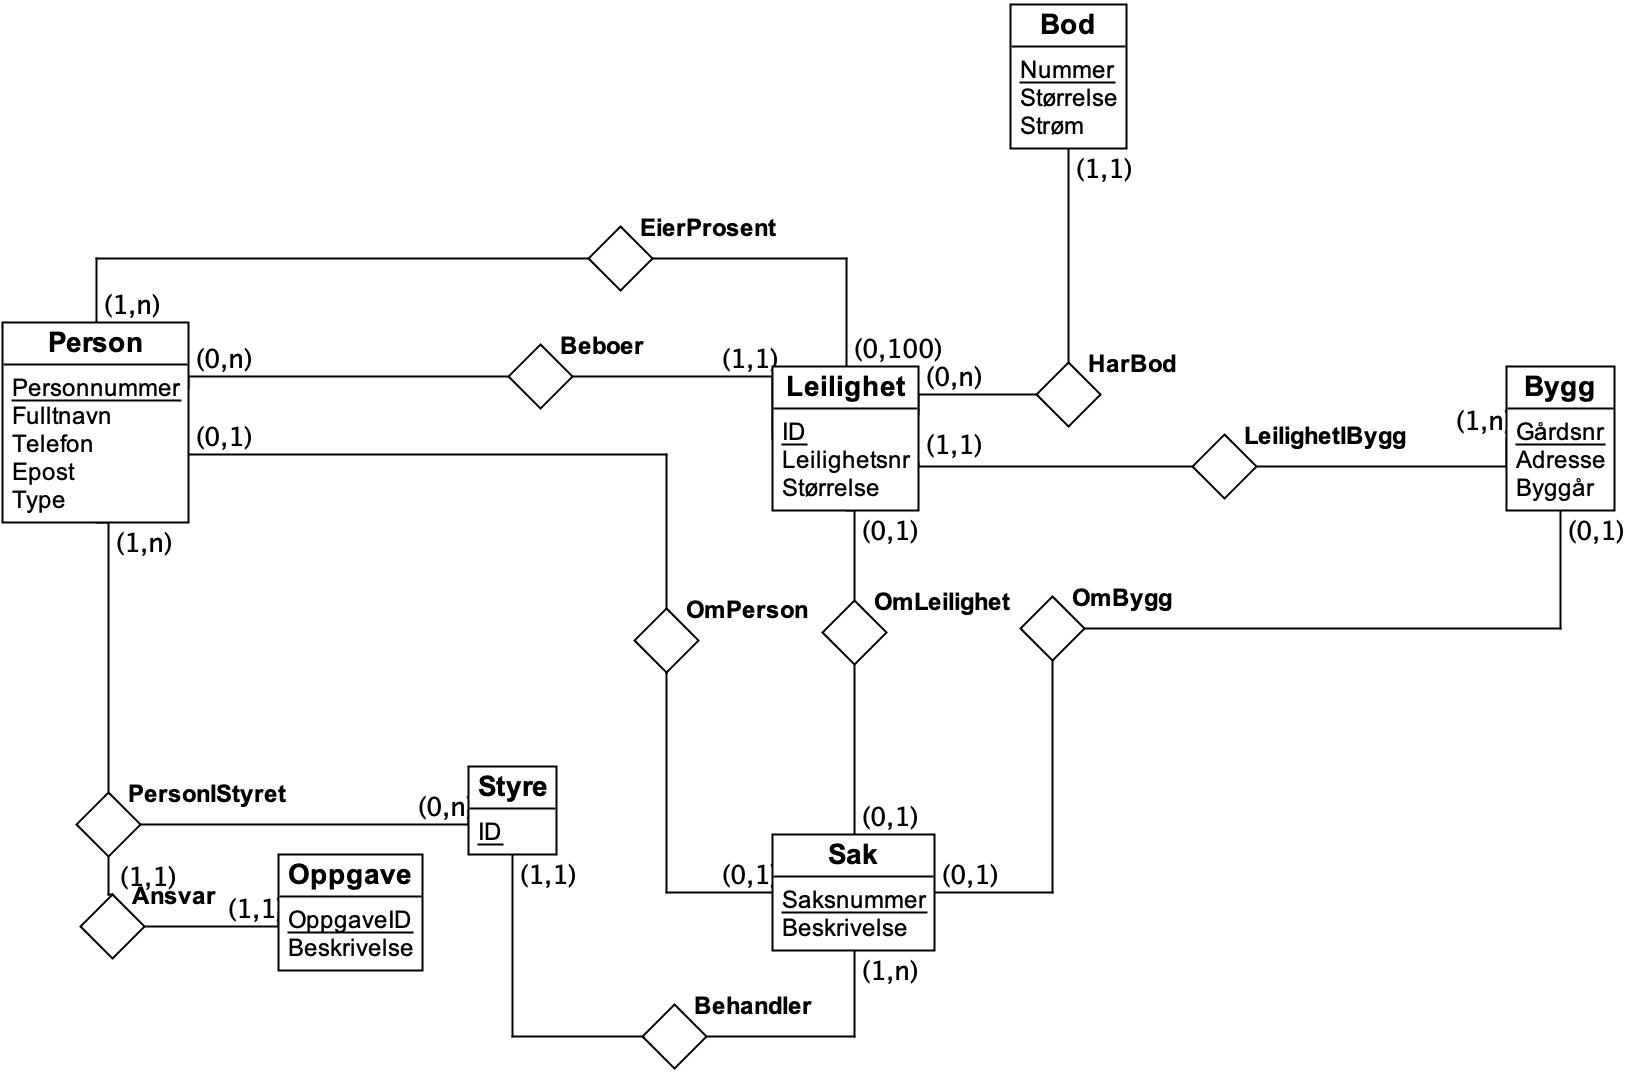 Bod
Nummer
Størrelse
Strøm
(1,1)
EierProsent
(1,n)
(0,100)
Person
Personnummer
Fulltnavn
Telefon
Epost
Type
(0,n)
Beboer
(1,1)
(0,1)
(1,n)
Leilighet
ID
Leilighetsnr
Størrelse
(0,n)
HarBod
(1,1)
LeilighetIBygg
(1,n)
Bygg
Gårdsnr
Adresse
Byggår
(0,1)
(0,1)
OmPerson
OmLeilighet
OmBygg
PersonIStyret
(0,n)
Styre
ID
(1,1)
(1,1)
Ansvar
(1,1)
Oppgave
OppgaveID
Beskrivelse
(0,1)
(0,1)
(0,1)
Sak
Saksnummer
Beskrivelse
(1,n)
Behandler